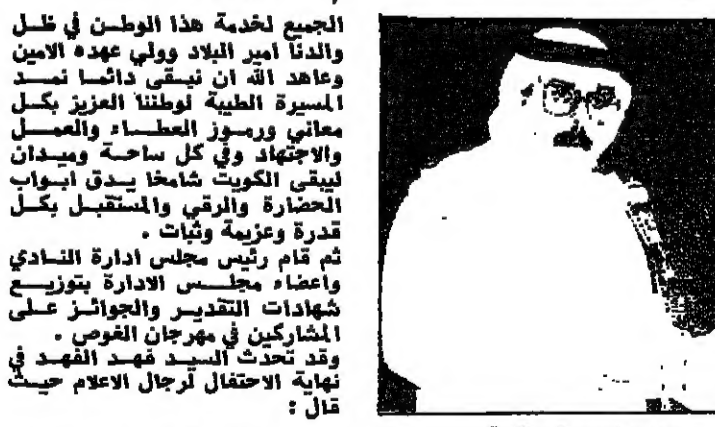 الجميع لخدمة هذا الوطن في ظل
والدنا امير البلاد وولي عهده الامين
وعاهد الله ان نبقى دائما نمد
المسيرة الطيبة لوطننا العزيز بكل
معاني ورموز العطاء والعمل
والاجتهاد وفي كل ساحة وميدان
ليبقى الكويت شامخا يدق ابواب
الحضارة والرقي والمستقبل بكل
قدرة وعزيمة وثبات .
ثم قام رئيس مجلس ادارة النادي
واعضاء مجلس الادارة بتوزيع
شهادات التقدير والجوائز على
المشاركين في مهرجان الغوص .
وقد تحدث السيد فهد الفهد في
نهاية الاحتفال لرجال الاعلام حيث
قال :